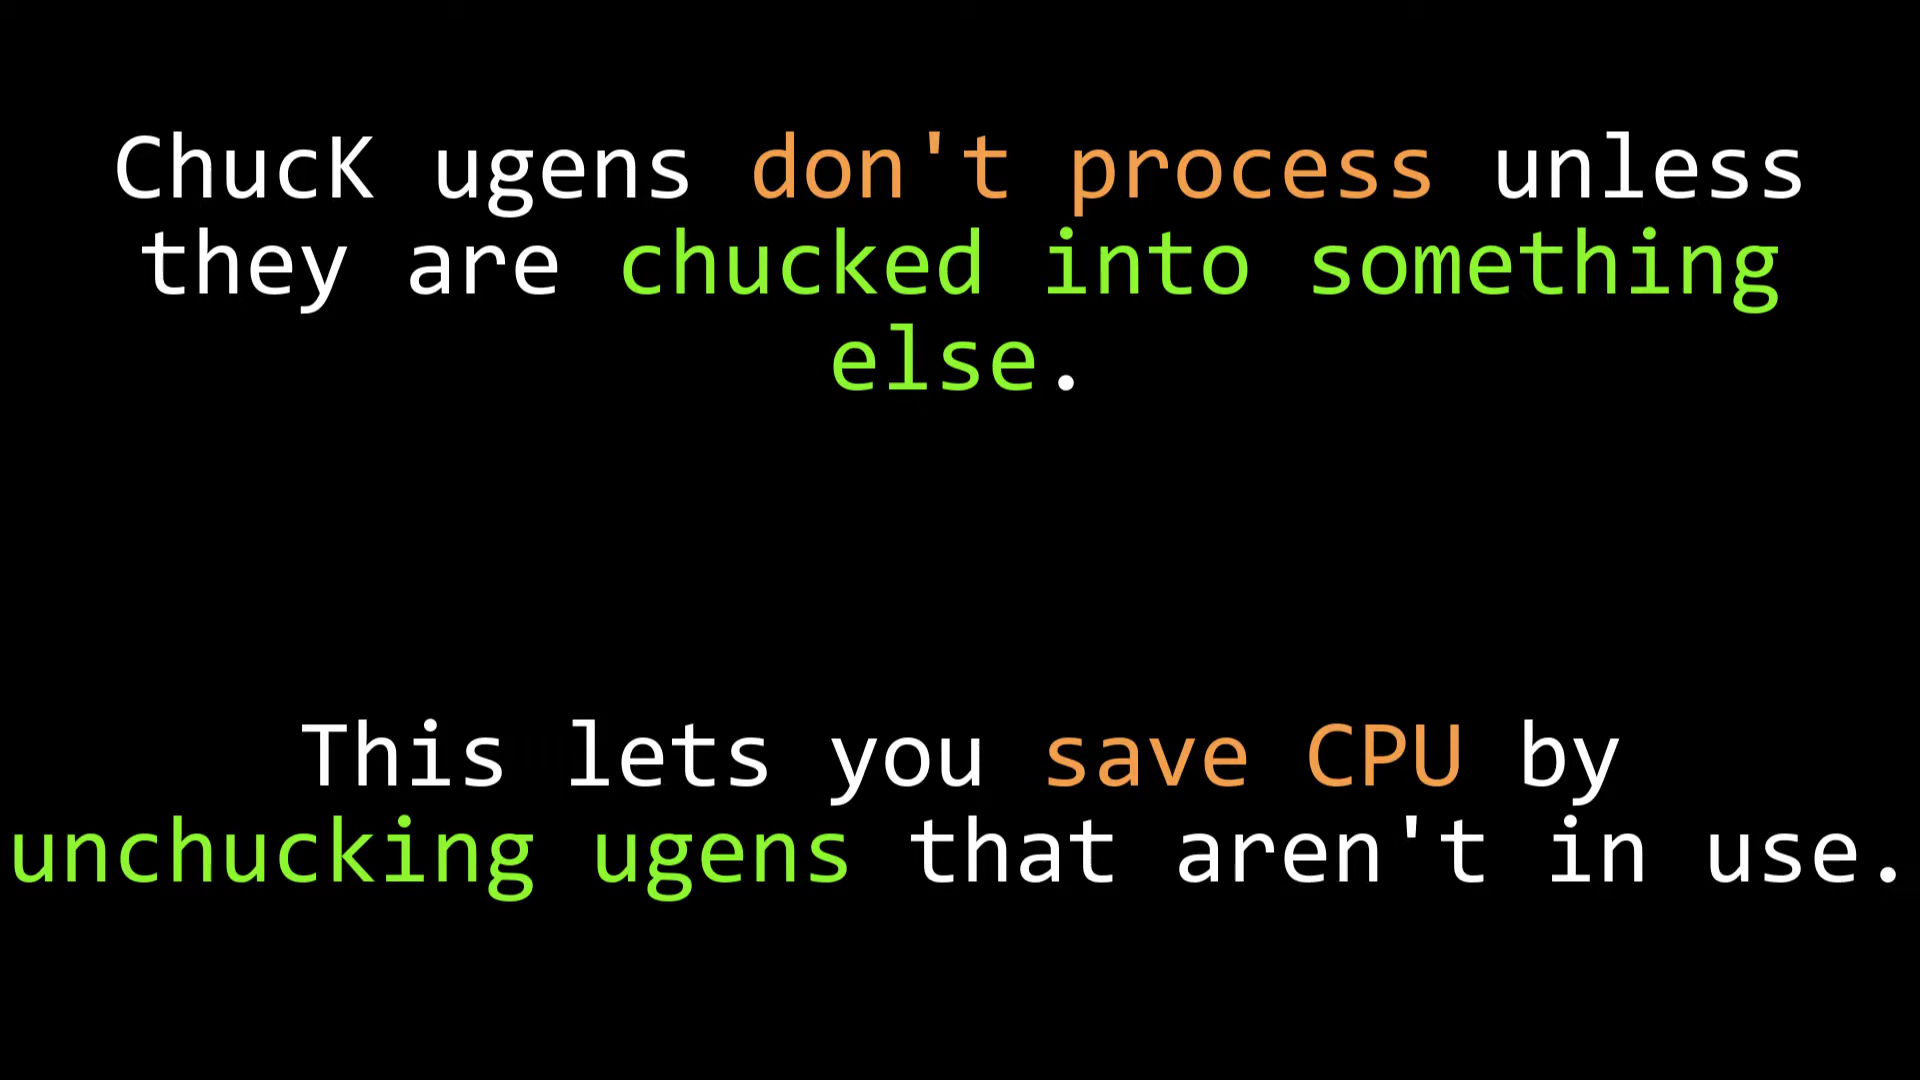 ChucK ugens don't process unless
they are chucked into something
else.
This lets you save CPU by
unchucking ugens that aren't in use.